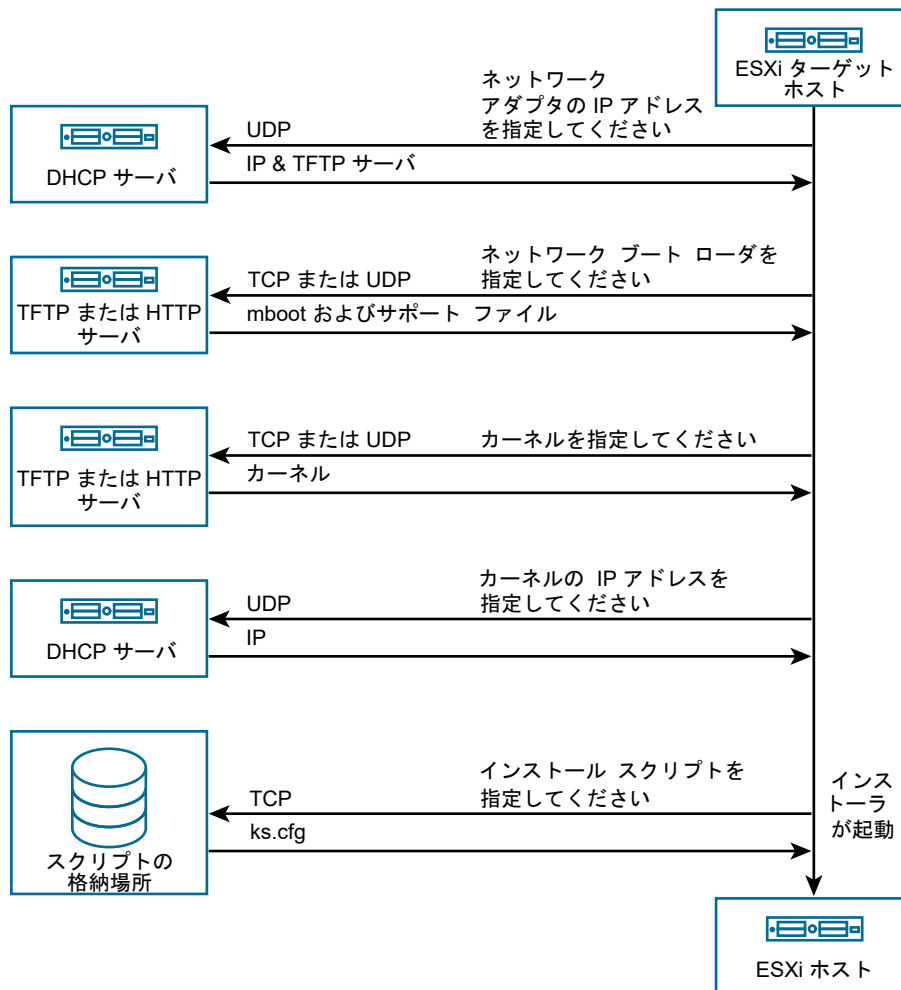 ESXi ターゲット
ホスト
ネットワーク
アダプタの IP アドレス
を指定してください
UDP
IP & TFTP サーバ
DHCP サーバ
ネットワーク ブート ローダを
指定してください
TCP または UDP
mboot およびサポート ファイル
TFTP または HTTP
サーバ
TCP または UDP
カーネルを指定してください
カーネル
TFTP または HTTP
サーバ
カーネルの IP アドレスを
指定してください
UDP
IP
DHCP サーバ
インストール スクリプトを
指定してください
TCP
ks.cfg
スクリプトの
格納場所
インス
トーラ
が起動
ESXi ホスト